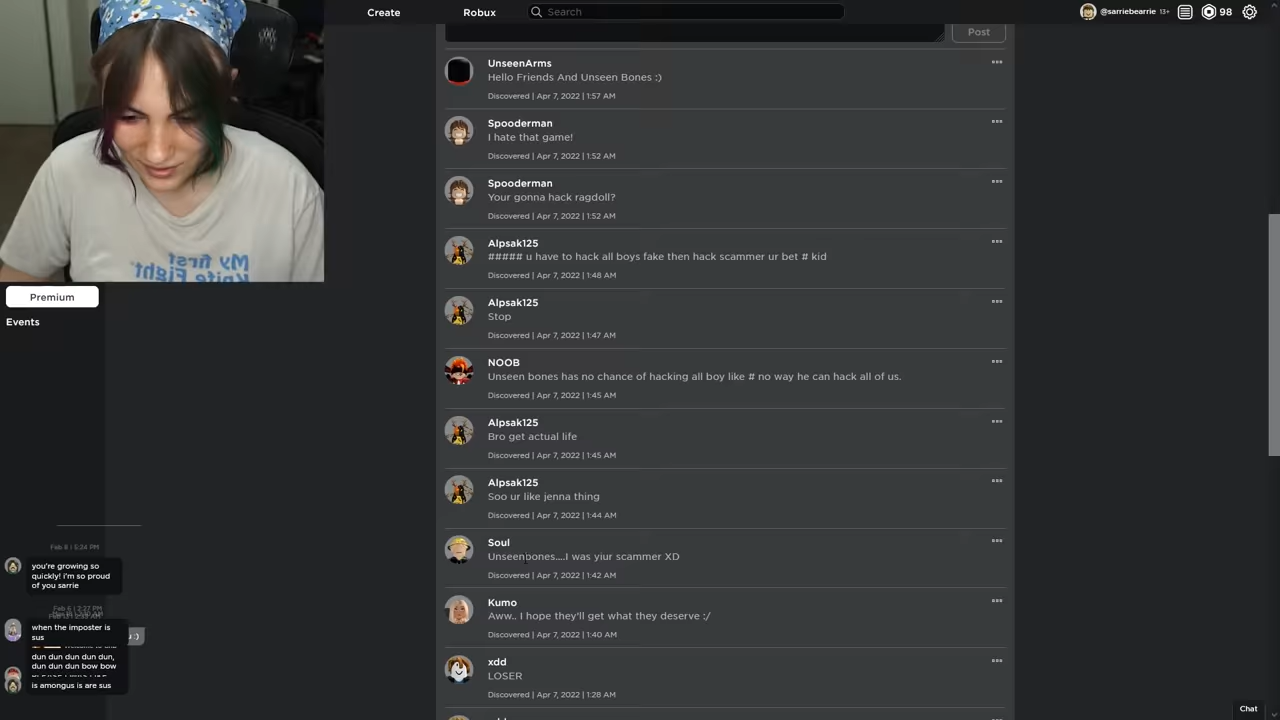 Create
Robux
Search
@sarriebearrie 13+
98
Post
UnseenArms
Hello Friends And Unseen Bones :)
Discovered | Apr 7, 2022 | 1:57 AM
Spooderman
I hate that game!
Discovered | Apr 7, 2022 | 1:52 AM
Spooderman
Your gonna hack ragdoll?
Discovered | Apr 7, 2022 | 1:52 AM
Alpsak125
##### u have to hack all boys fake then hack scammer ur bet # kid
Discovered | Apr 7, 2022 | 1:48 AM
Alpsak125
Stop
Discovered | Apr 7, 2022 | 1:47 AM
NOOB
Unseen bones has no chance of hacking all boy like # no way he can hack all of us.
Discovered | Apr 7, 2022 | 1:45 AM
Alpsak125
Bro get actual life
Discovered | Apr 7, 2022 | 1:45 AM
Alpsak125
Soo ur like jenna thing
Discovered | Apr 7, 2022 | 1:44 AM
Soul
Unseenbones....I was yiur scammer XD
Discovered | Apr 7, 2022 | 1:42 AM
Kumo
Aww.. I hope they'll get what they deserve :/
Discovered | Apr 7, 2022 | 1:40 AM
xdd
LOSER
Discovered | Apr 7, 2022 | 1:28 AM
My first
Knife Fight
Premium
Events
Feb 8 | 5:24 PM
you're growing so
quickly! i'm so proud
of you sarrie
when the imposter is
sus
u :)
dun dun dun dun dun,
dun dun dun bow bow
is amongus is are sus
Chat